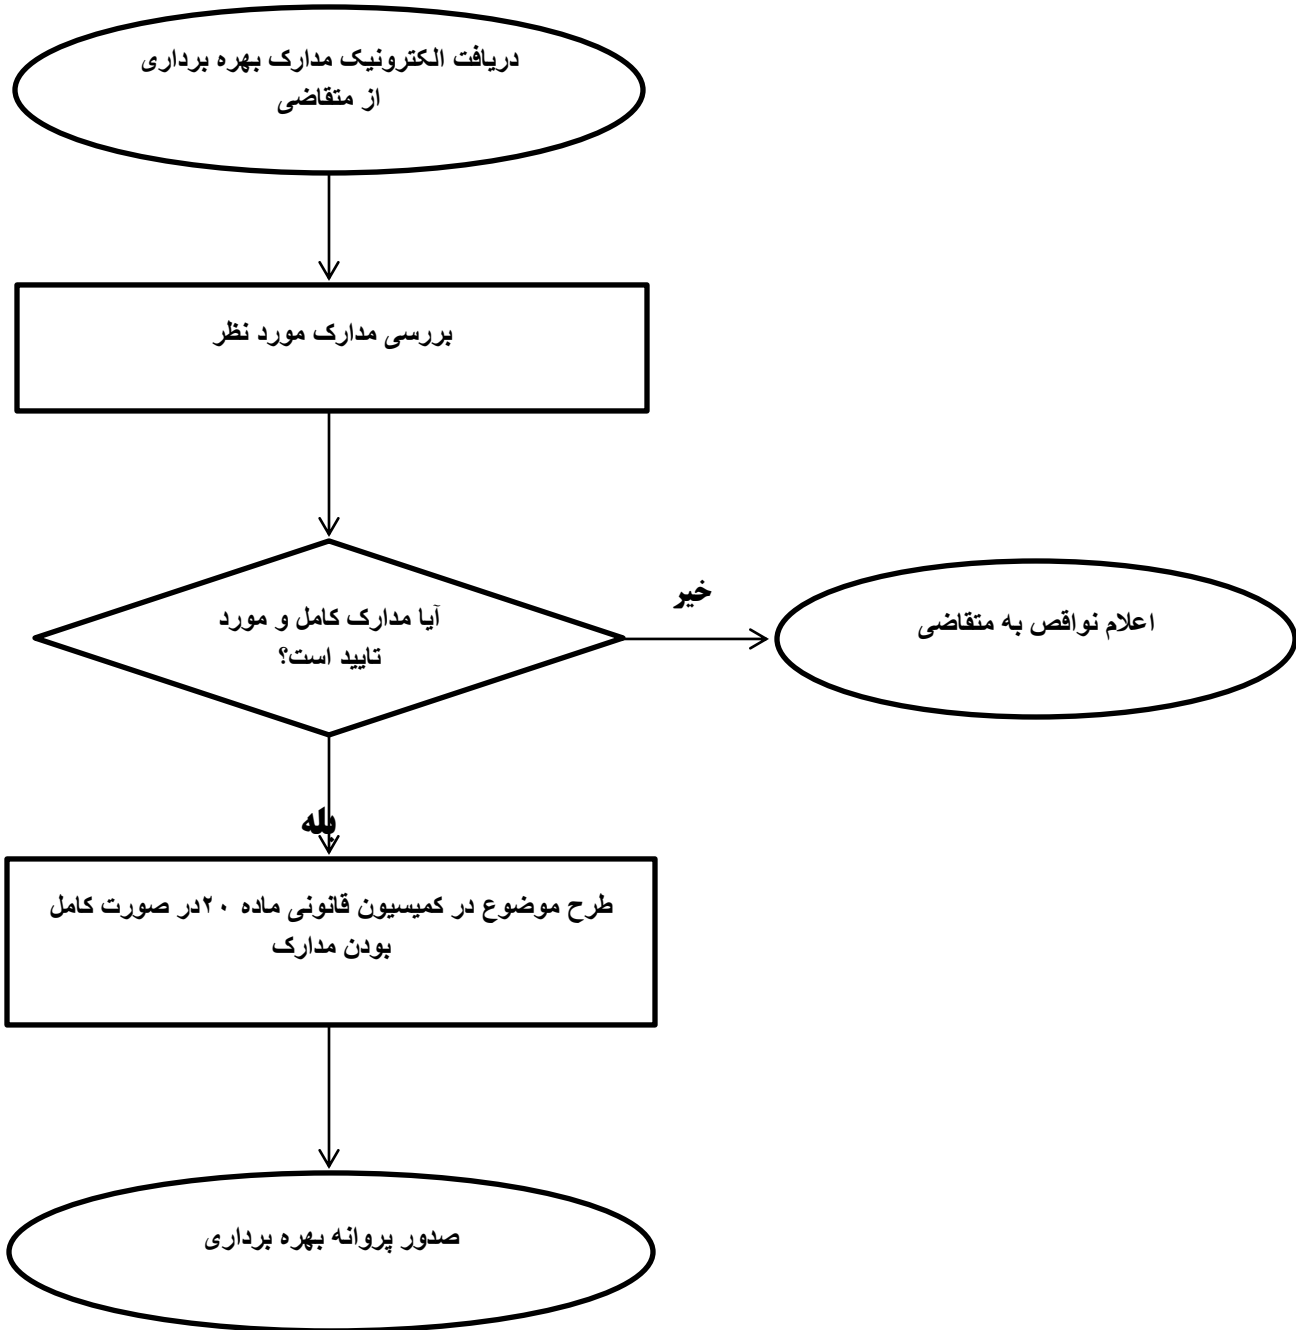 دریافت الکترونیک مدارک بهره برداری
از متقاضی
بررسی مدارک مورد نظر
آیا مدارک کامل و مورد
تایید است؟
خیر
اعلام نواقص به متقاضی
بله
طرح موضوع در کمیسیون قانونی ماده ۲۰در صورت کامل
بودن مدارک
صدور پروانه بهره برداری